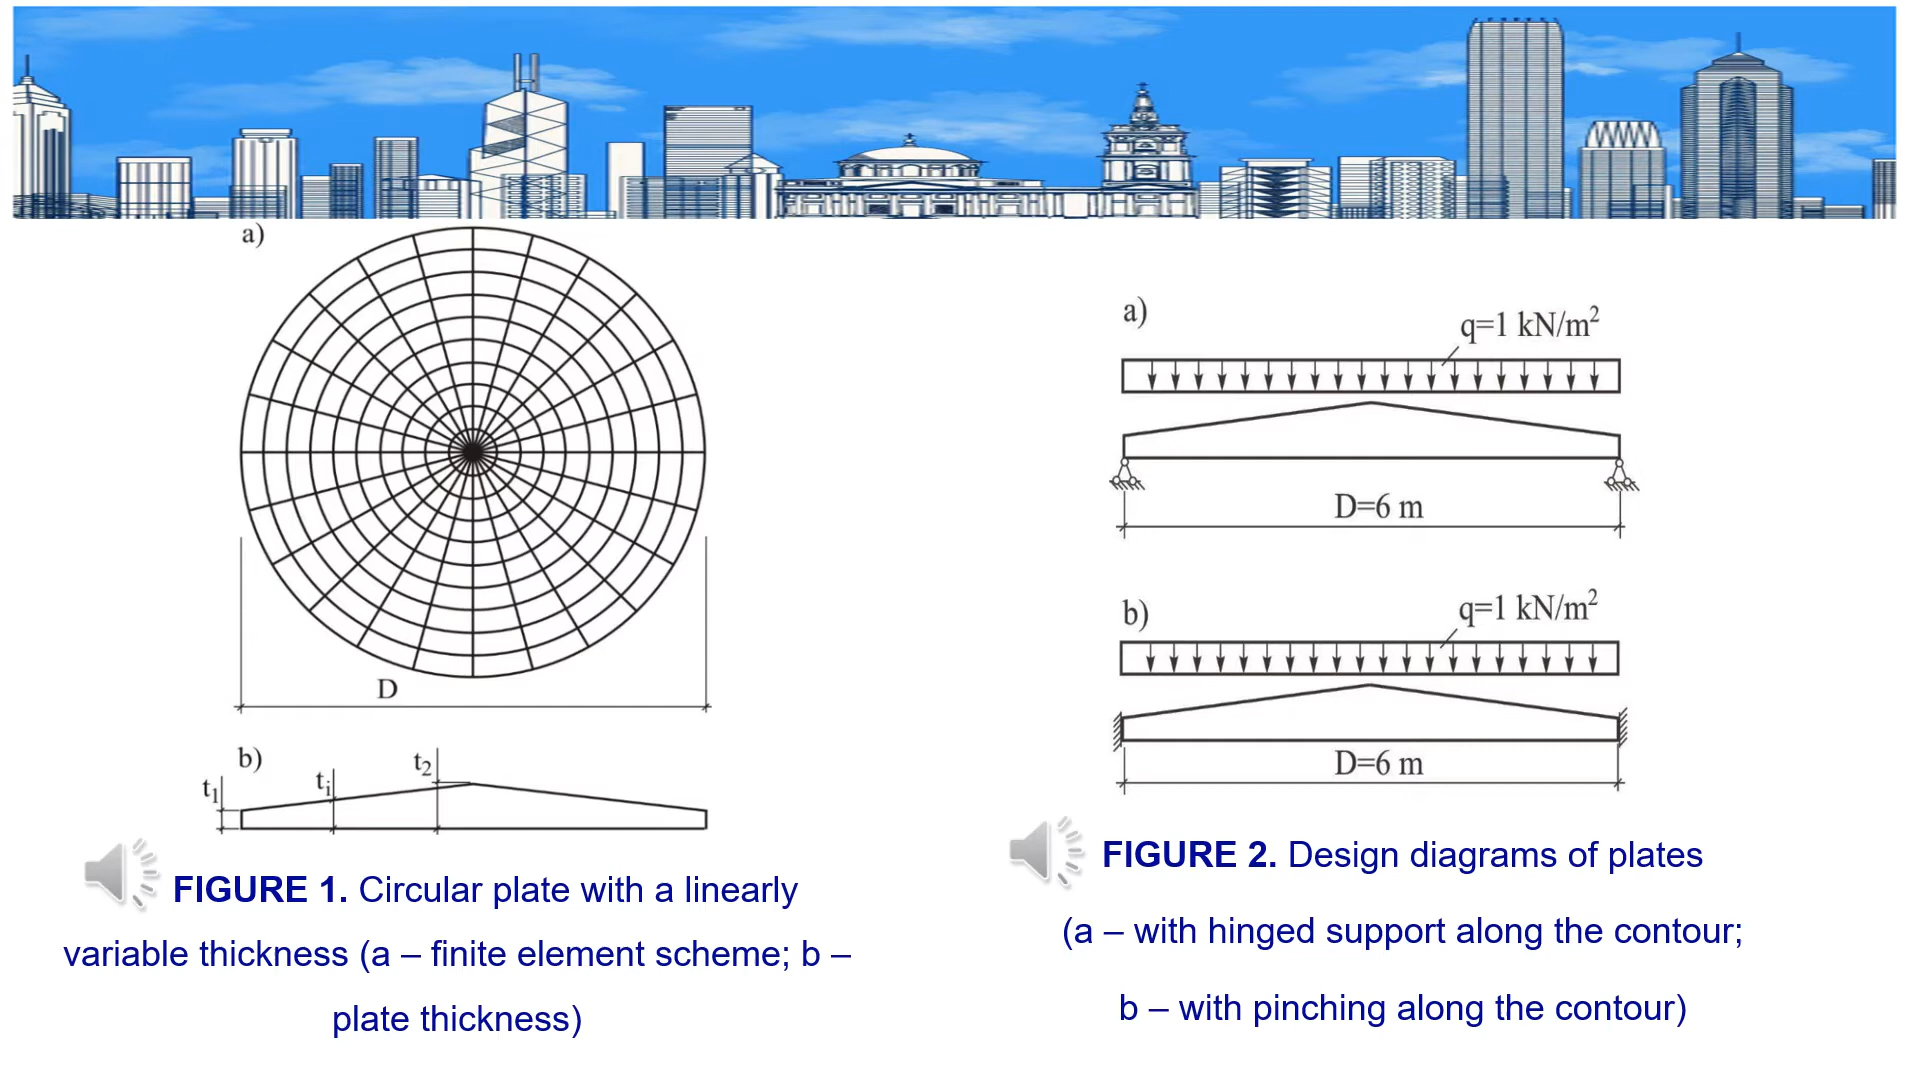 a)
D
b)
t1
ti
t2
FIGURE 1. Circular plate with a linearly
variable thickness (a – finite element scheme; b –
plate thickness)
a)
q=1 kN/m²
D=6 m
b)
q=1 kN/m²
D=6 m
FIGURE 2. Design diagrams of plates
(a – with hinged support along the contour;
b – with pinching along the contour)